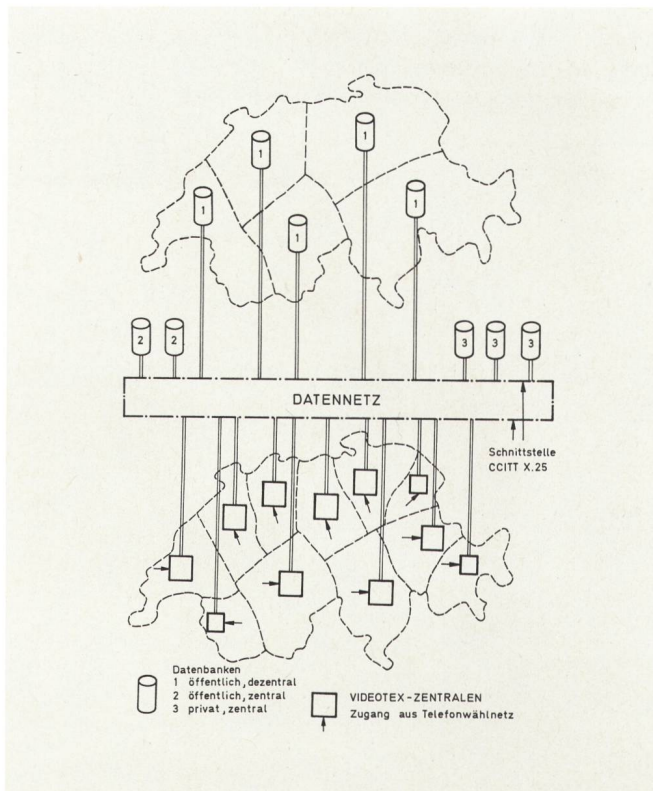 1
1
1
1
1
2
2
3
3
3
DATENNETZ
Schnittstelle
CCITT X.25
Datenbanken
1 öffentlich, dezentral
2 öffentlich, zentral
3 privat, zentral
VIDEOTEX-ZENTRALEN
Zugang aus Telefonwählnetz